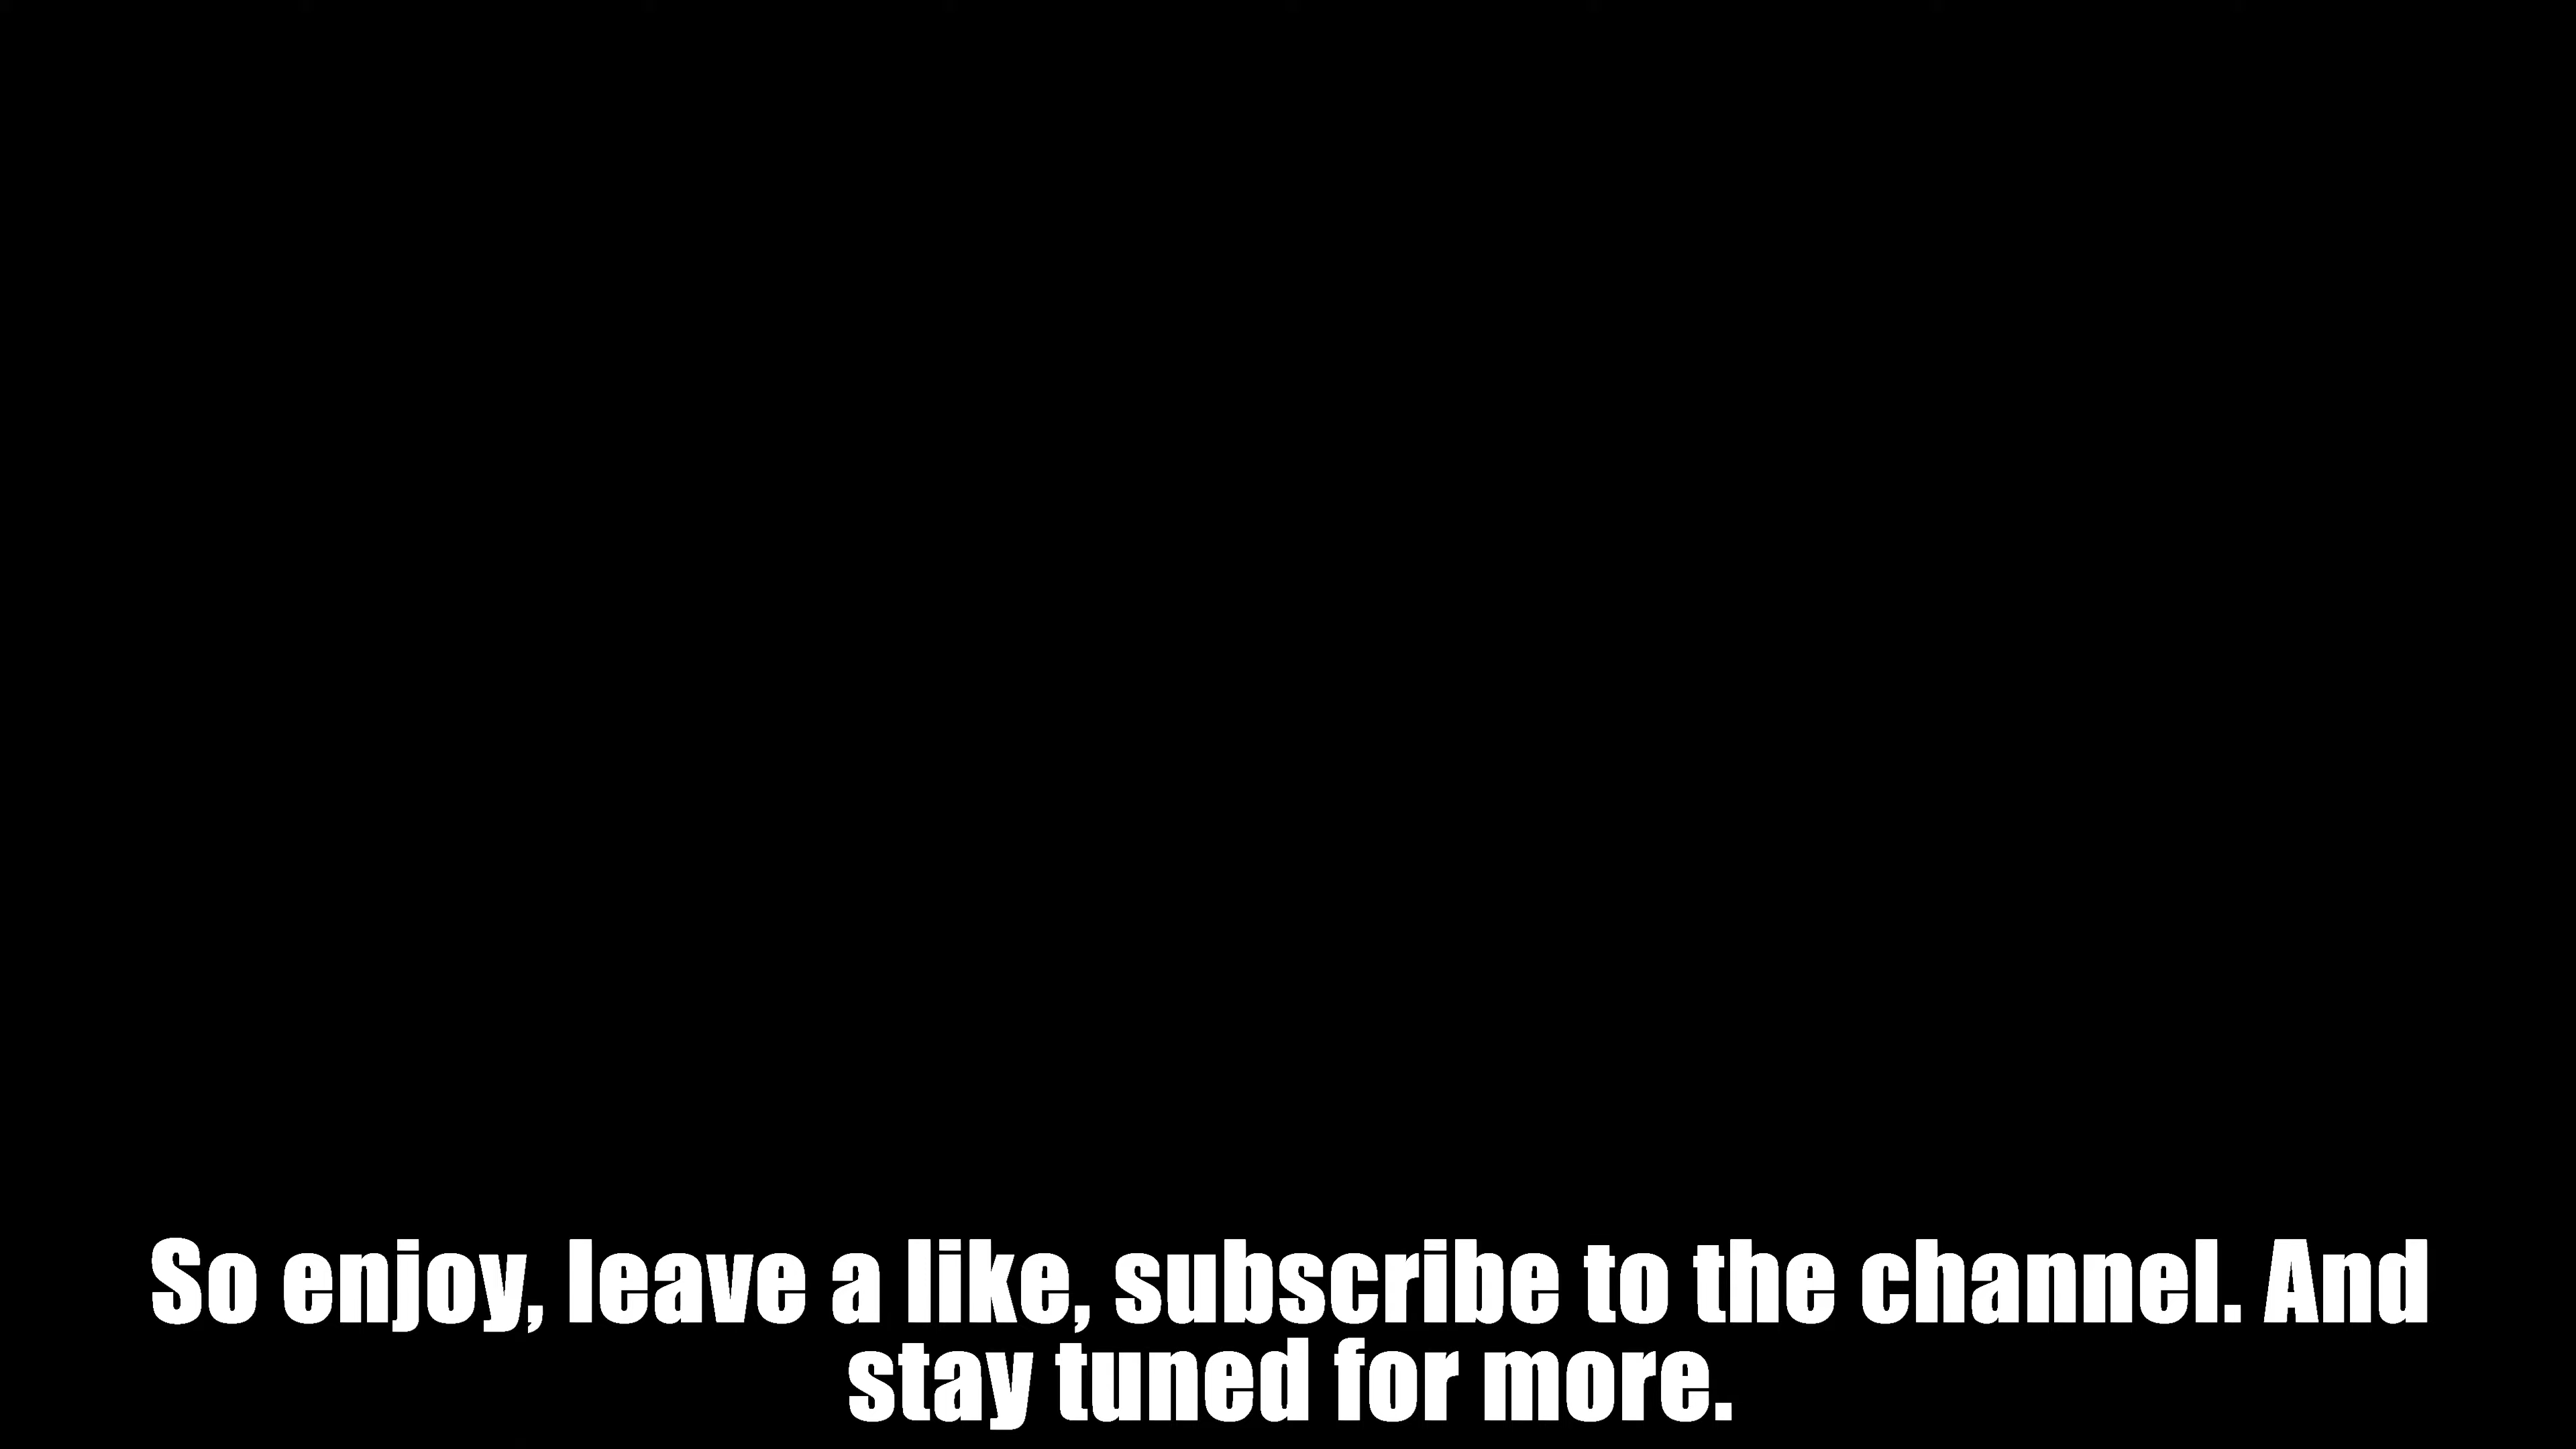 So enjoy, leave a like, subscribe to the channel. And
stay tuned for more.